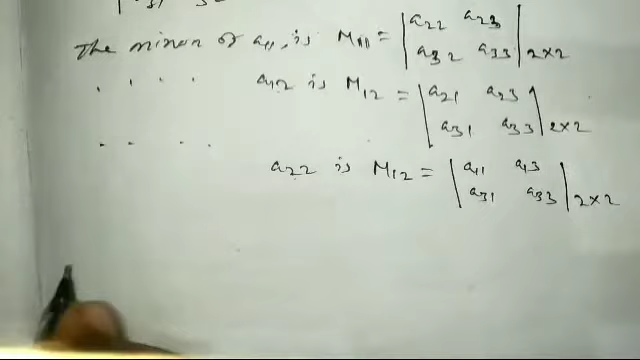 The minor of a11, is M11 = | a22 a23
a32 a33 | 2×2
. . . . a12 is M12 = | a21 a23
a31 a33 | 2×2
. . . . a22 is M12 = | a11 a13
a31 a33 | 2×2